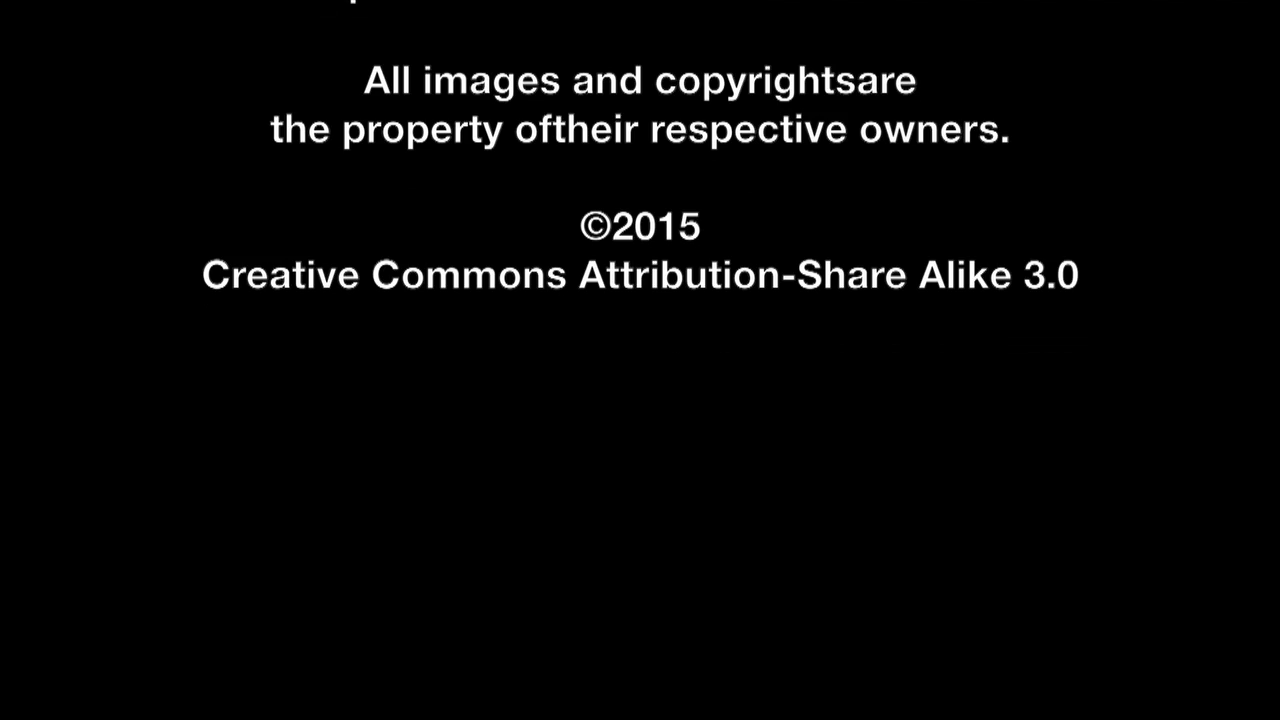 All images and copyrightsare
the property oftheir respective owners.
©2015
Creative Commons Attribution-Share Alike 3.0